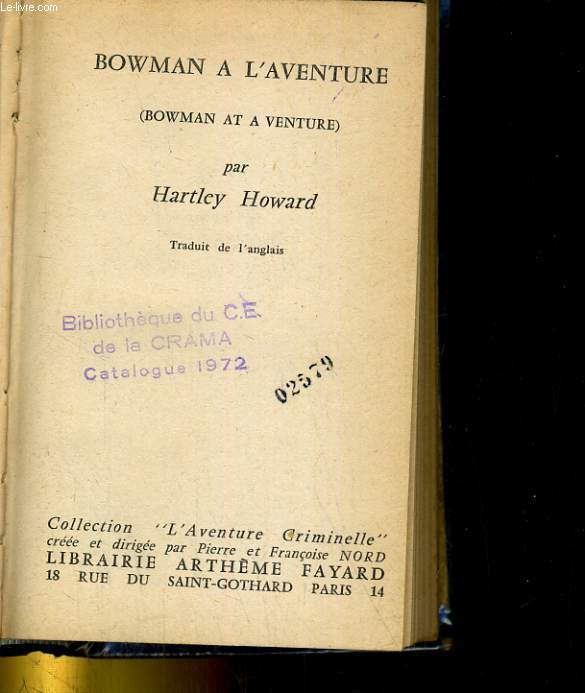 Le-livre.com
BOWMAN A L'AVENTURE
(BOWMAN AT A VENTURE)
par
Hartley Howard
Traduit de l'anglais
Bibliothèque du C.E.
de la CRAMA
Catalogue 1972
02579
Collection "L'Aventure Criminelle"
créée et dirigée par Pierre et Françoise NORD
LIBRAIRIE ARTHÈME FAYARD
18 RUE DU SAINT-GOTHARD PARIS 14